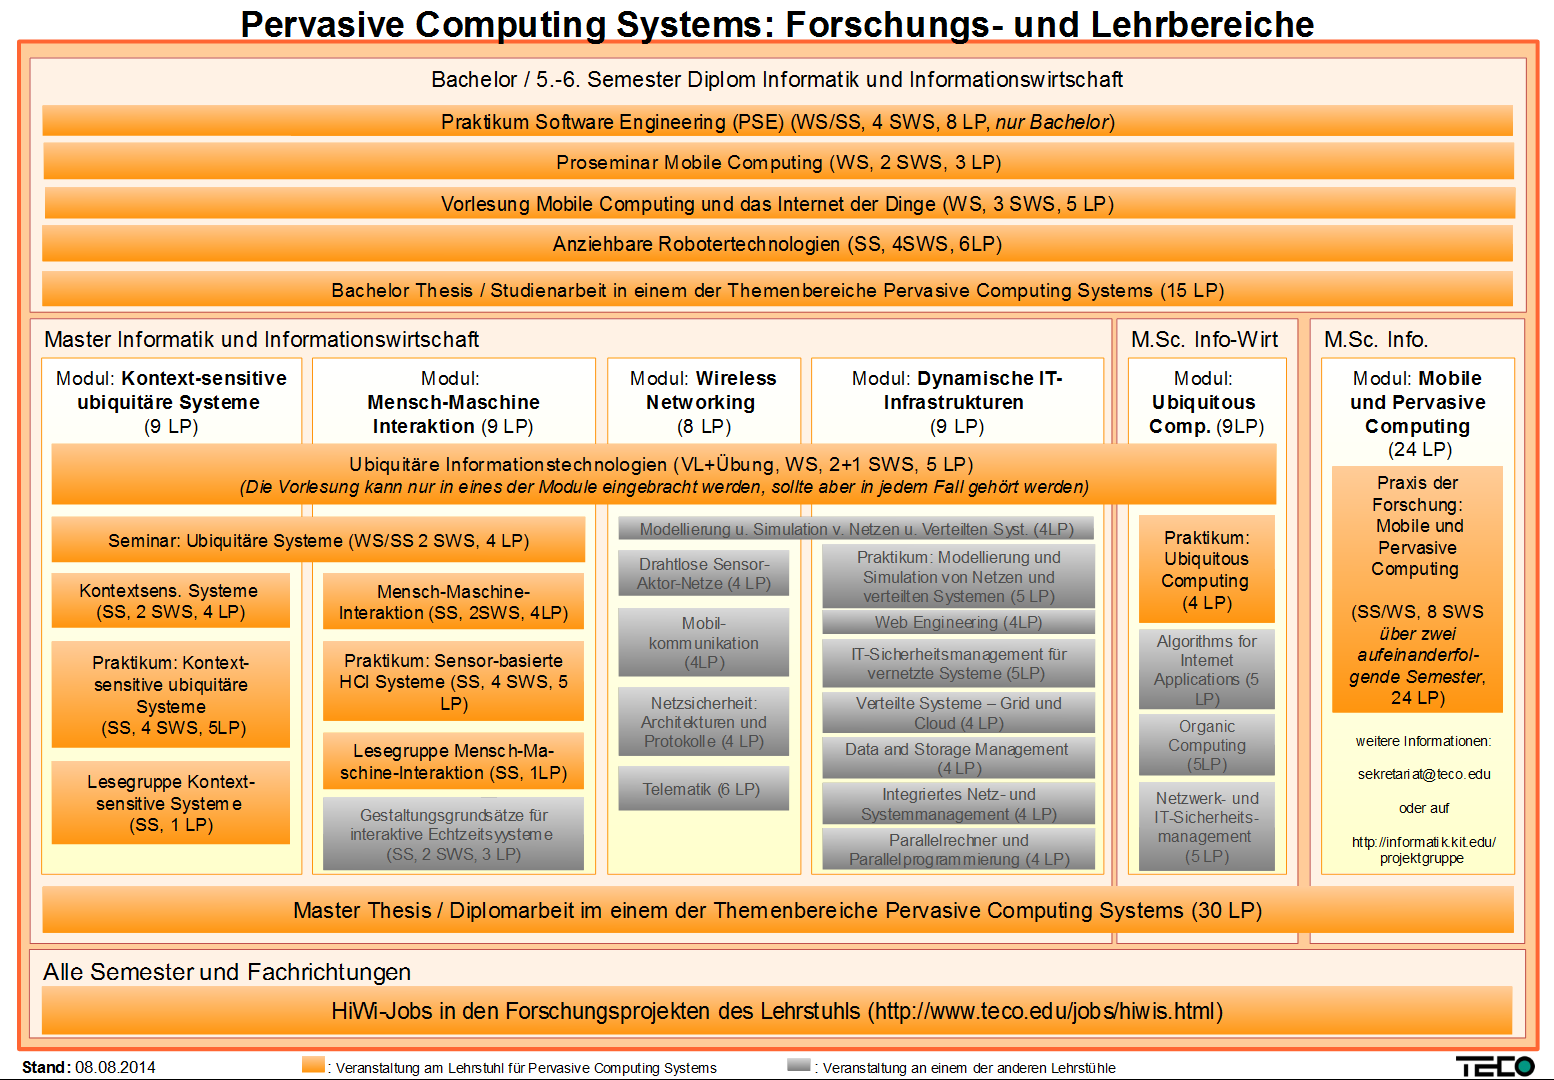 Pervasive Computing Systems: Forschungs- und Lehrbereiche
Bachelor / 5.-6. Semester Diplom Informatik und Informationswirtschaft
Praktikum Software Engineering (PSE) (WS/SS, 4 SWS, 8 LP, nur Bachelor)
Proseminar Mobile Computing (WS, 2 SWS, 3 LP)
Vorlesung Mobile Computing und das Internet der Dinge (WS, 3 SWS, 5 LP)
Anziehbare Robotertechnologien (SS, 4SWS, 6LP)
Bachelor Thesis / Studienarbeit in einem der Themenbereiche Pervasive Computing Systems (15 LP)
Master Informatik und Informationswirtschaft
Modul: Kontext-sensitive
ubiquitäre Systeme
(9 LP)
Modul:
Mensch-Maschine
Interaktion (9 LP)
Modul: Wireless
Networking
(8 LP)
Modul: Dynamische IT-
Infrastrukturen
(9 LP)
M.Sc. Info-Wirt
Modul:
Ubiquitous
Comp. (9LP)
M.Sc. Info.
Modul: Mobile
und Pervasive
Computing
(24 LP)
Ubiquitäre Informationstechnologien (VL+Übung, WS, 2+1 SWS, 5 LP)
(Die Vorlesung kann nur in eines der Module eingebracht werden, sollte aber in jedem Fall gehört werden)
Seminar: Ubiquitäre Systeme (WS/SS 2 SWS, 4 LP)
Kontextsens. Systeme
(SS, 2 SWS, 4 LP)
Praktikum: Kontext-
sensitive ubiquitäre
Systeme
(SS, 4 SWS, 5LP)
Lesegruppe Kontext-
sensitive Systeme
(SS, 1 LP)
Mensch-Maschine-
Interaktion (SS, 2SWS, 4LP)
Praktikum: Sensor-basierte
HCI Systeme (SS, 4 SWS, 5
LP)
Lesegruppe Mensch-Ma-
schine-Interaktion (SS, 1LP)
Gestaltungsgrundsätze für
interaktive Echtzeitsysyteme
(SS, 2 SWS, 3 LP)
Modellierung u. Simulation v. Netzen u. Verteilten Syst. (4LP)
Drahtlose Sensor-
Aktor-Netze (4 LP)
Mobil-
kommunikation
(4LP)
Netzsicherheit:
Architekturen und
Protokolle (4 LP)
Telematik (6 LP)
Praktikum: Modellierung und
Simulation von Netzen und
verteilten Systemen (5 LP)
Web Engineering (4LP)
IT-Sicherheitsmanagement für
vernetzte Systeme (5LP)
Verteilte Systeme – Grid und
Cloud (4 LP)
Data and Storage Management
(4 LP)
Integriertes Netz- und
Systemmanagement (4 LP)
Parallelrechner und
Parallelprogrammierung (4 LP)
Praktikum:
Ubiquitous
Computing
(4 LP)
Algorithms for
Internet
Applications (5
LP)
Organic
Computing
(5LP)
Netzwerk- und
IT-Sicherheits-
management
(5 LP)
Praxis der
Forschung:
Mobile und
Pervasive
Computing
(SS/WS, 8 SWS
über zwei
aufeinanderfol-
gende Semester,
24 LP)
weitere Informationen:
sekretariat@teco.edu
oder auf
http://informatik.kit.edu/
projektgruppe
Master Thesis / Diplomarbeit im einem der Themenbereiche Pervasive Computing Systems (30 LP)
Alle Semester und Fachrichtungen
HiWi-Jobs in den Forschungsprojekten des Lehrstuhls (http://www.teco.edu/jobs/hiwis.html)
Stand: 08.08.2014
: Veranstaltung am Lehrstuhl für Pervasive Computing Systems
: Veranstaltung an einem der anderen Lehrstühle
TECO